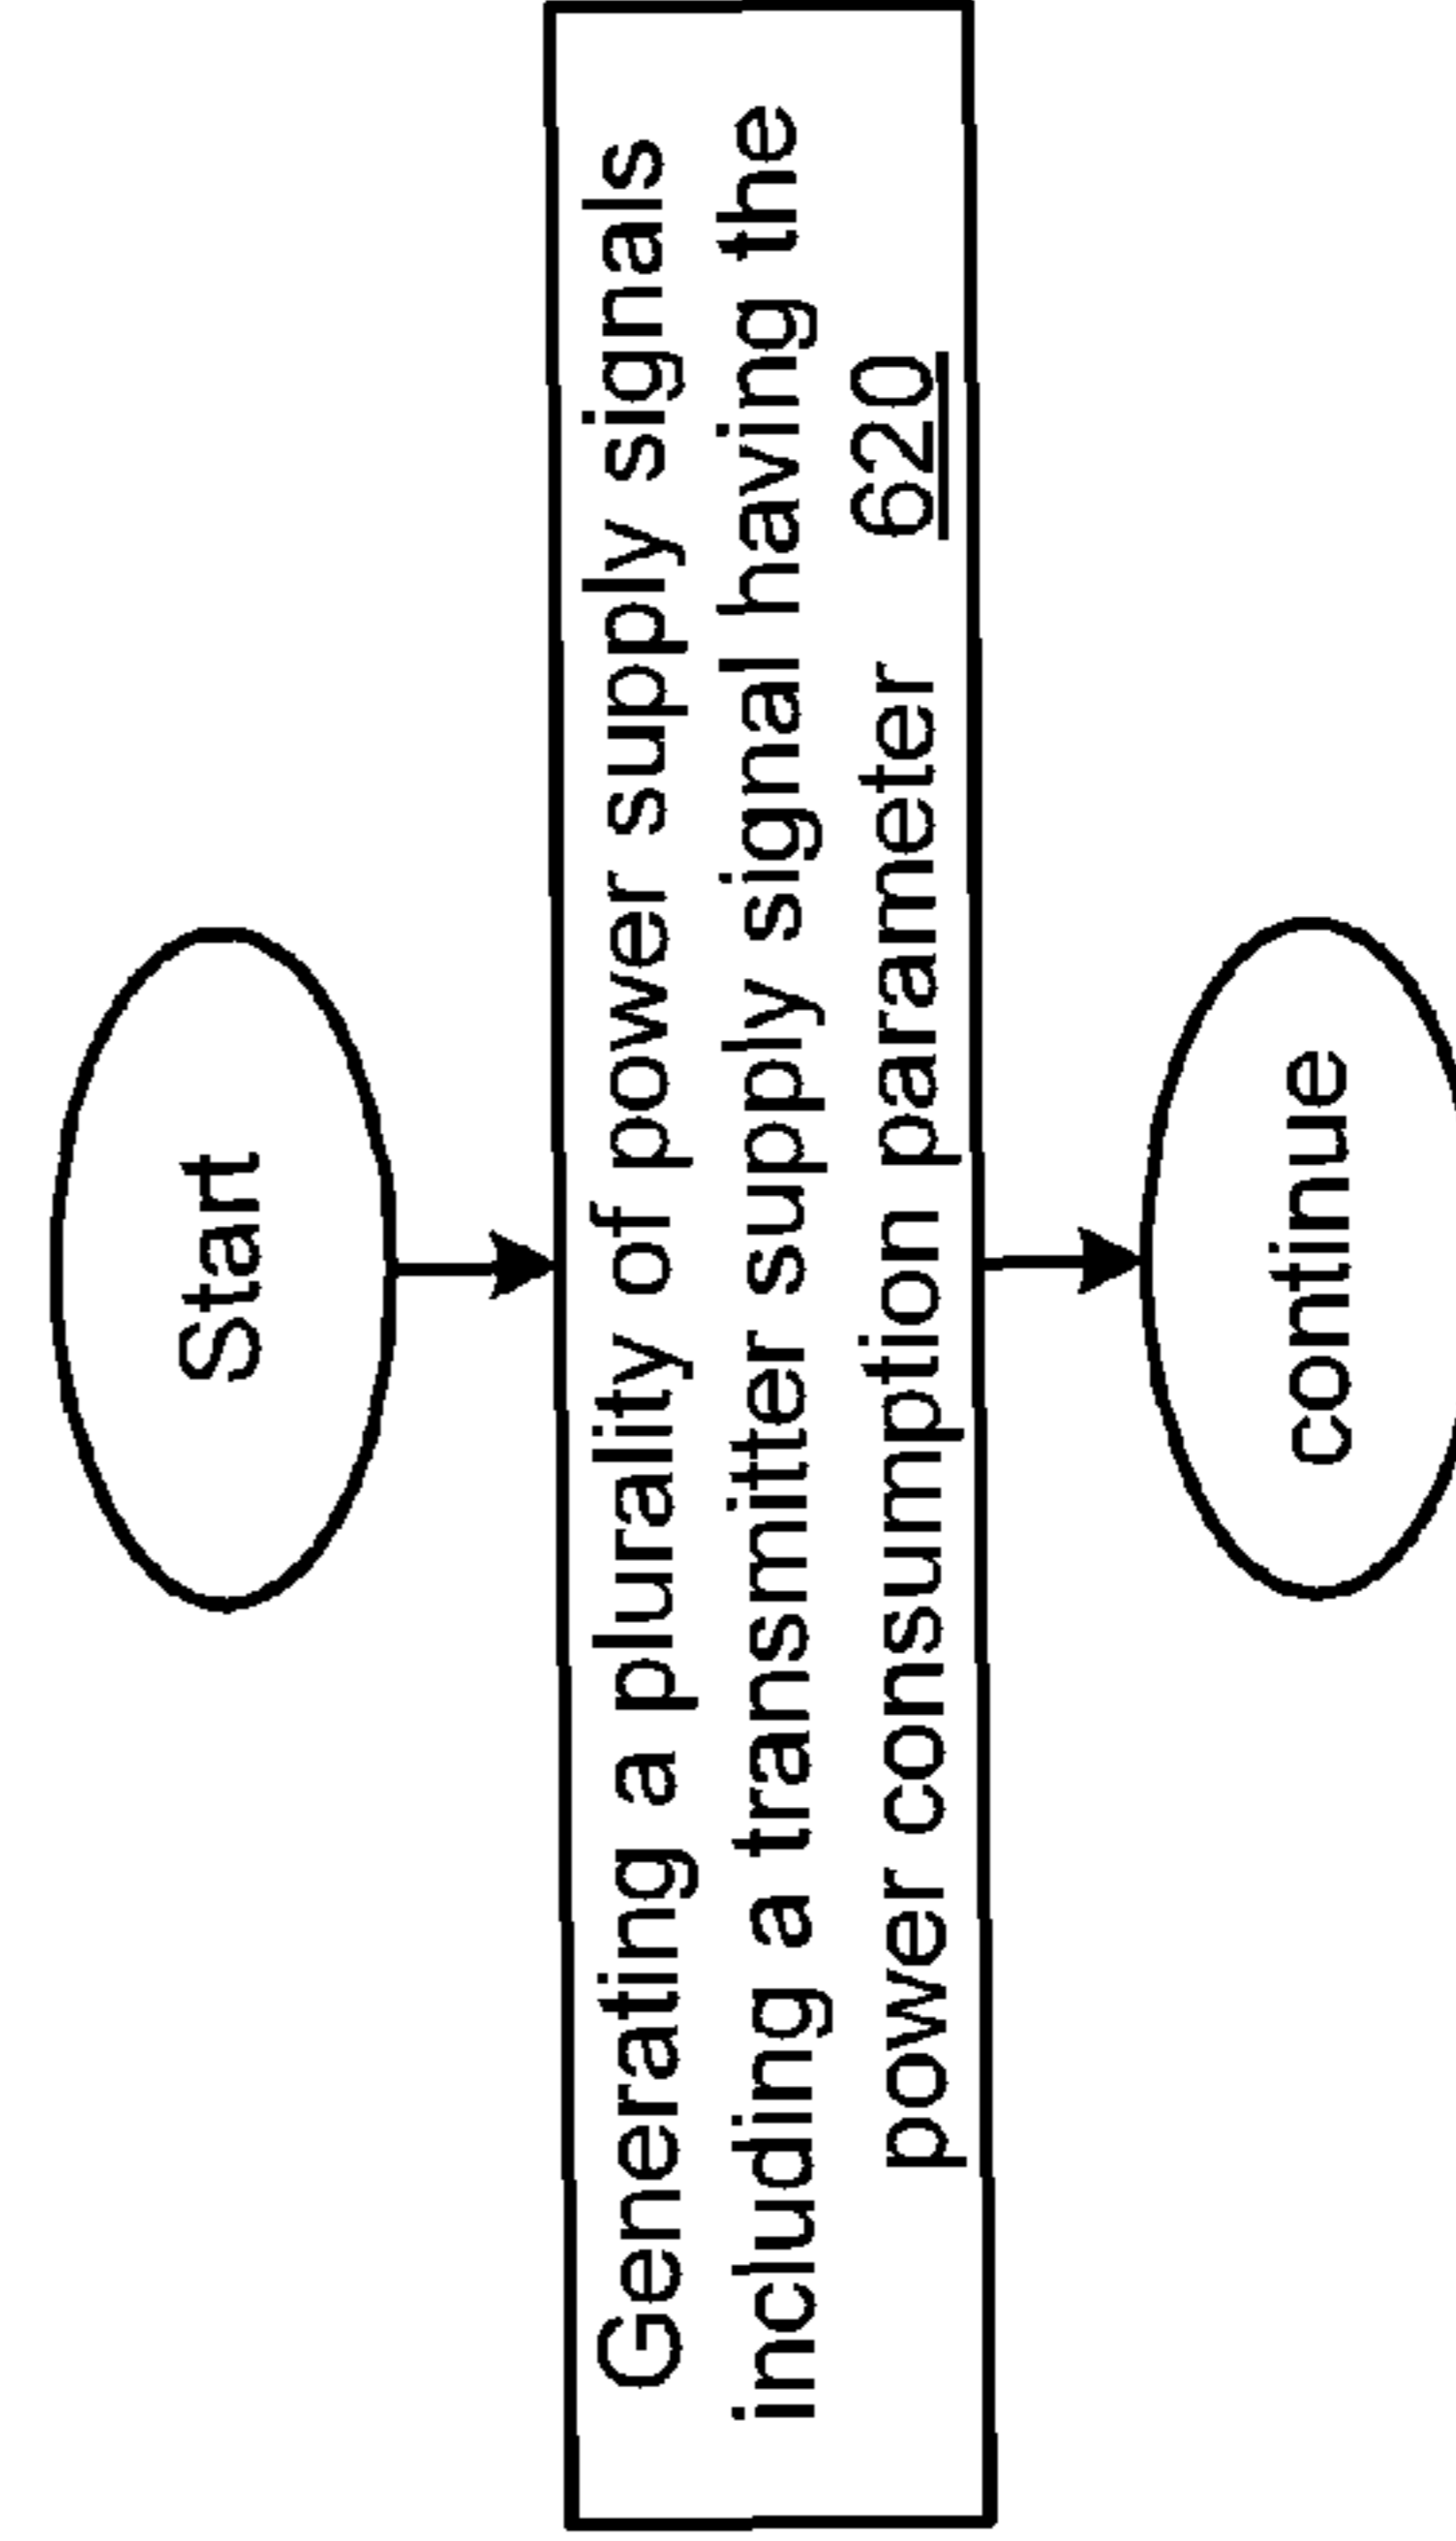 Start
Generating a plurality of power supply signals
including a transmitter supply signal having the
power consumption parameter 620
continue